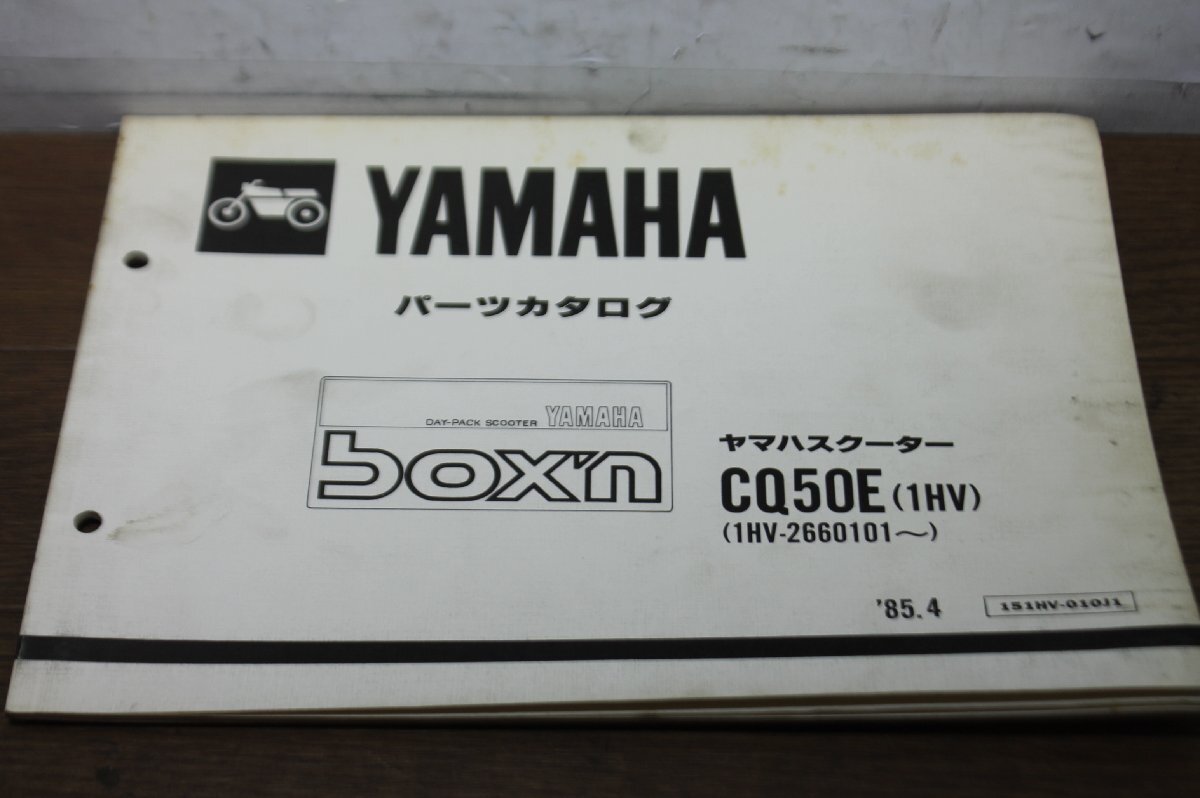 YAMAHA
パーツカタログ
DAY-PACK SCOOTER YAMAHA
box'n
ヤマハスクーター
CQ50E (1HV)
(1HV-2660101〜)
'85.4
151HV-010J1